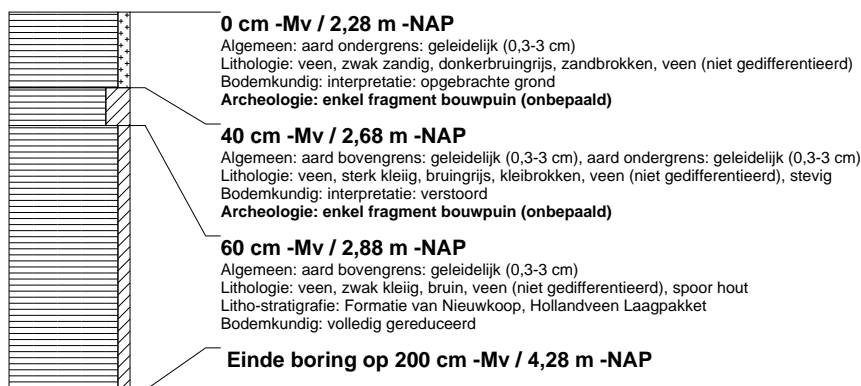 0 cm -Mv / 2,28 m -NAP
Algemeen: aard ondergrens: geleidelijk (0,3-3 cm)
Lithologie: veen, zwak zandig, donkerbruingrijs, zandbrokken, veen (niet gedifferentieerd)
Bodemkundig: interpretatie: opgebrachte grond
Archeologie: enkel fragment bouwpuin (onbepaald)
40 cm -Mv / 2,68 m -NAP
Algemeen: aard bovengrens: geleidelijk (0,3-3 cm), aard ondergrens: geleidelijk (0,3-3 cm)
Lithologie: veen, sterk kleiig, bruingrijs, kleibrokken, veen (niet gedifferentieerd), stevig
Bodemkundig: interpretatie: verstoord
Archeologie: enkel fragment bouwpuin (onbepaald)
60 cm -Mv / 2,88 m -NAP
Algemeen: aard bovengrens: geleidelijk (0,3-3 cm)
Lithologie: veen, zwak kleiig, bruin, veen (niet gedifferentieerd), spoor hout
Litho-stratigrafie: Formatie van Nieuwkoop, Hollandveen Laagpakket
Bodemkundig: volledig gereduceerd
Einde boring op 200 cm -Mv / 4,28 m -NAP